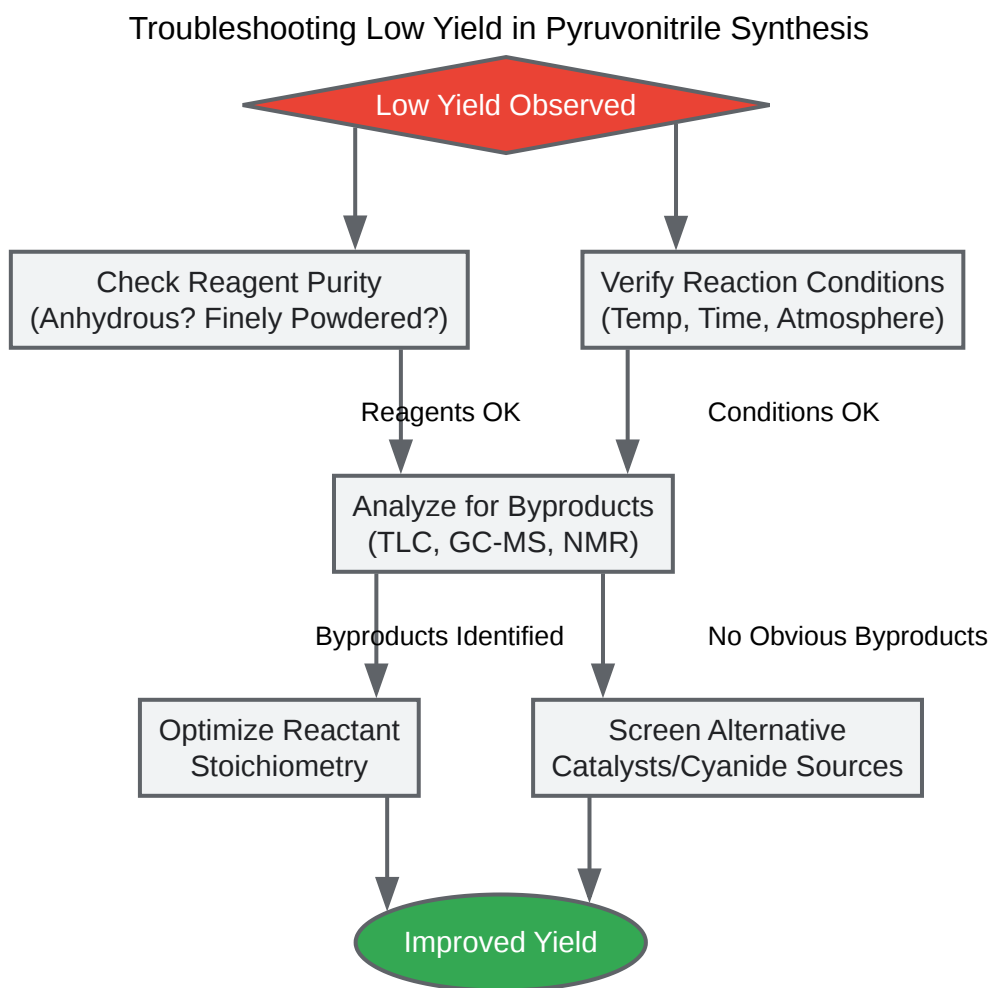 Troubleshooting Low Yield in Pyruvonitrile Synthesis
Low Yield Observed
Check Reagent Purity
(Anhydrous? Finely Powdered?)
Verify Reaction Conditions
(Temp, Time, Atmosphere)
Reagents OK
Conditions OK
Analyze for Byproducts
(TLC, GC-MS, NMR)
Byproducts Identified
No Obvious Byproducts
Optimize Reactant
Stoichiometry
Screen Alternative
Catalysts/Cyanide Sources
Improved Yield